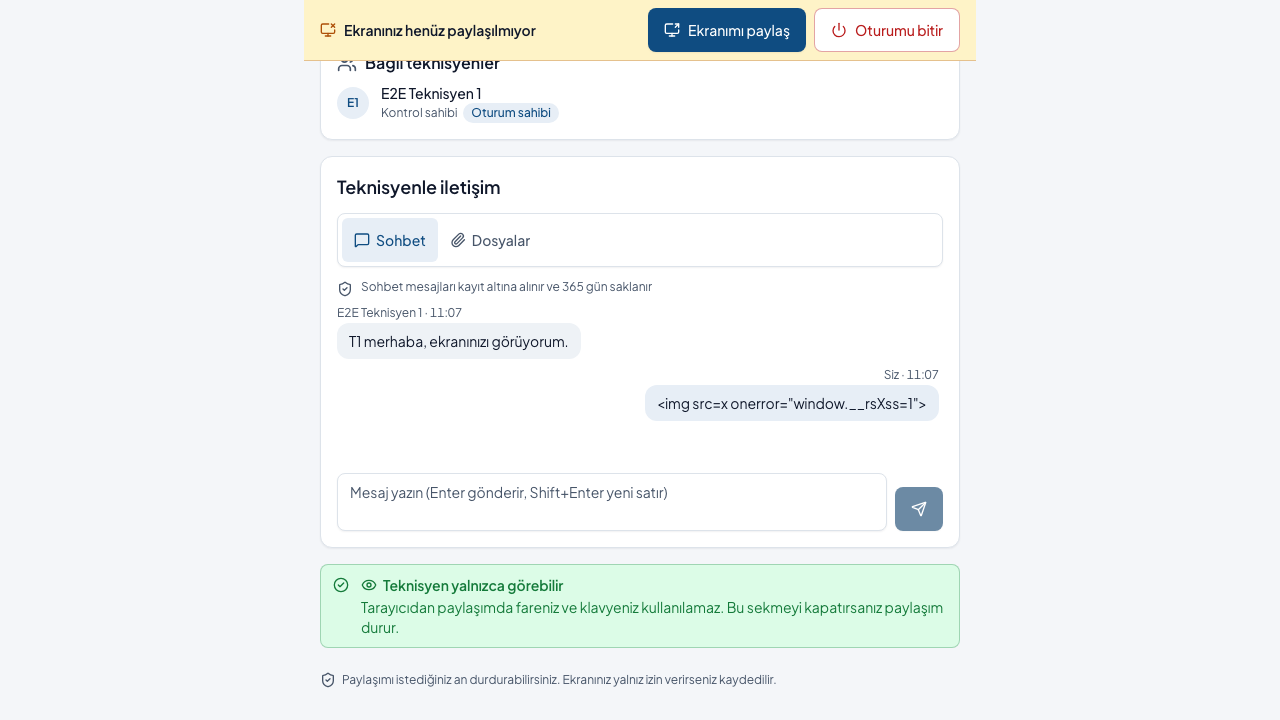 Ekranınız henüz paylaşılmıyor
Ekranımı paylaş
Oturumu bitir
Bağlı teknisyenler
E1
E2E Teknisyen 1
Kontrol sahibi
Oturum sahibi
Teknisyenle iletişim
Sohbet
Dosyalar
Sohbet mesajları kayıt altına alınır ve 365 gün saklanır
E2E Teknisyen 1 · 11:07
T1 merhaba, ekranınızı görüyorum.
Siz · 11:07
<img src=x onerror="window.__rsXss=1">
Mesaj yazın (Enter gönderir, Shift+Enter yeni satır)
Teknisyen yalnızca görebilir
Tarayıcıdan paylaşımda fareniz ve klavyeniz kullanılamaz. Bu sekmeyi kapatırsanız paylaşım
durur.
Paylaşımı istediğiniz an durdurabilirsiniz. Ekranınız yalnız izin verirseniz kaydedilir.